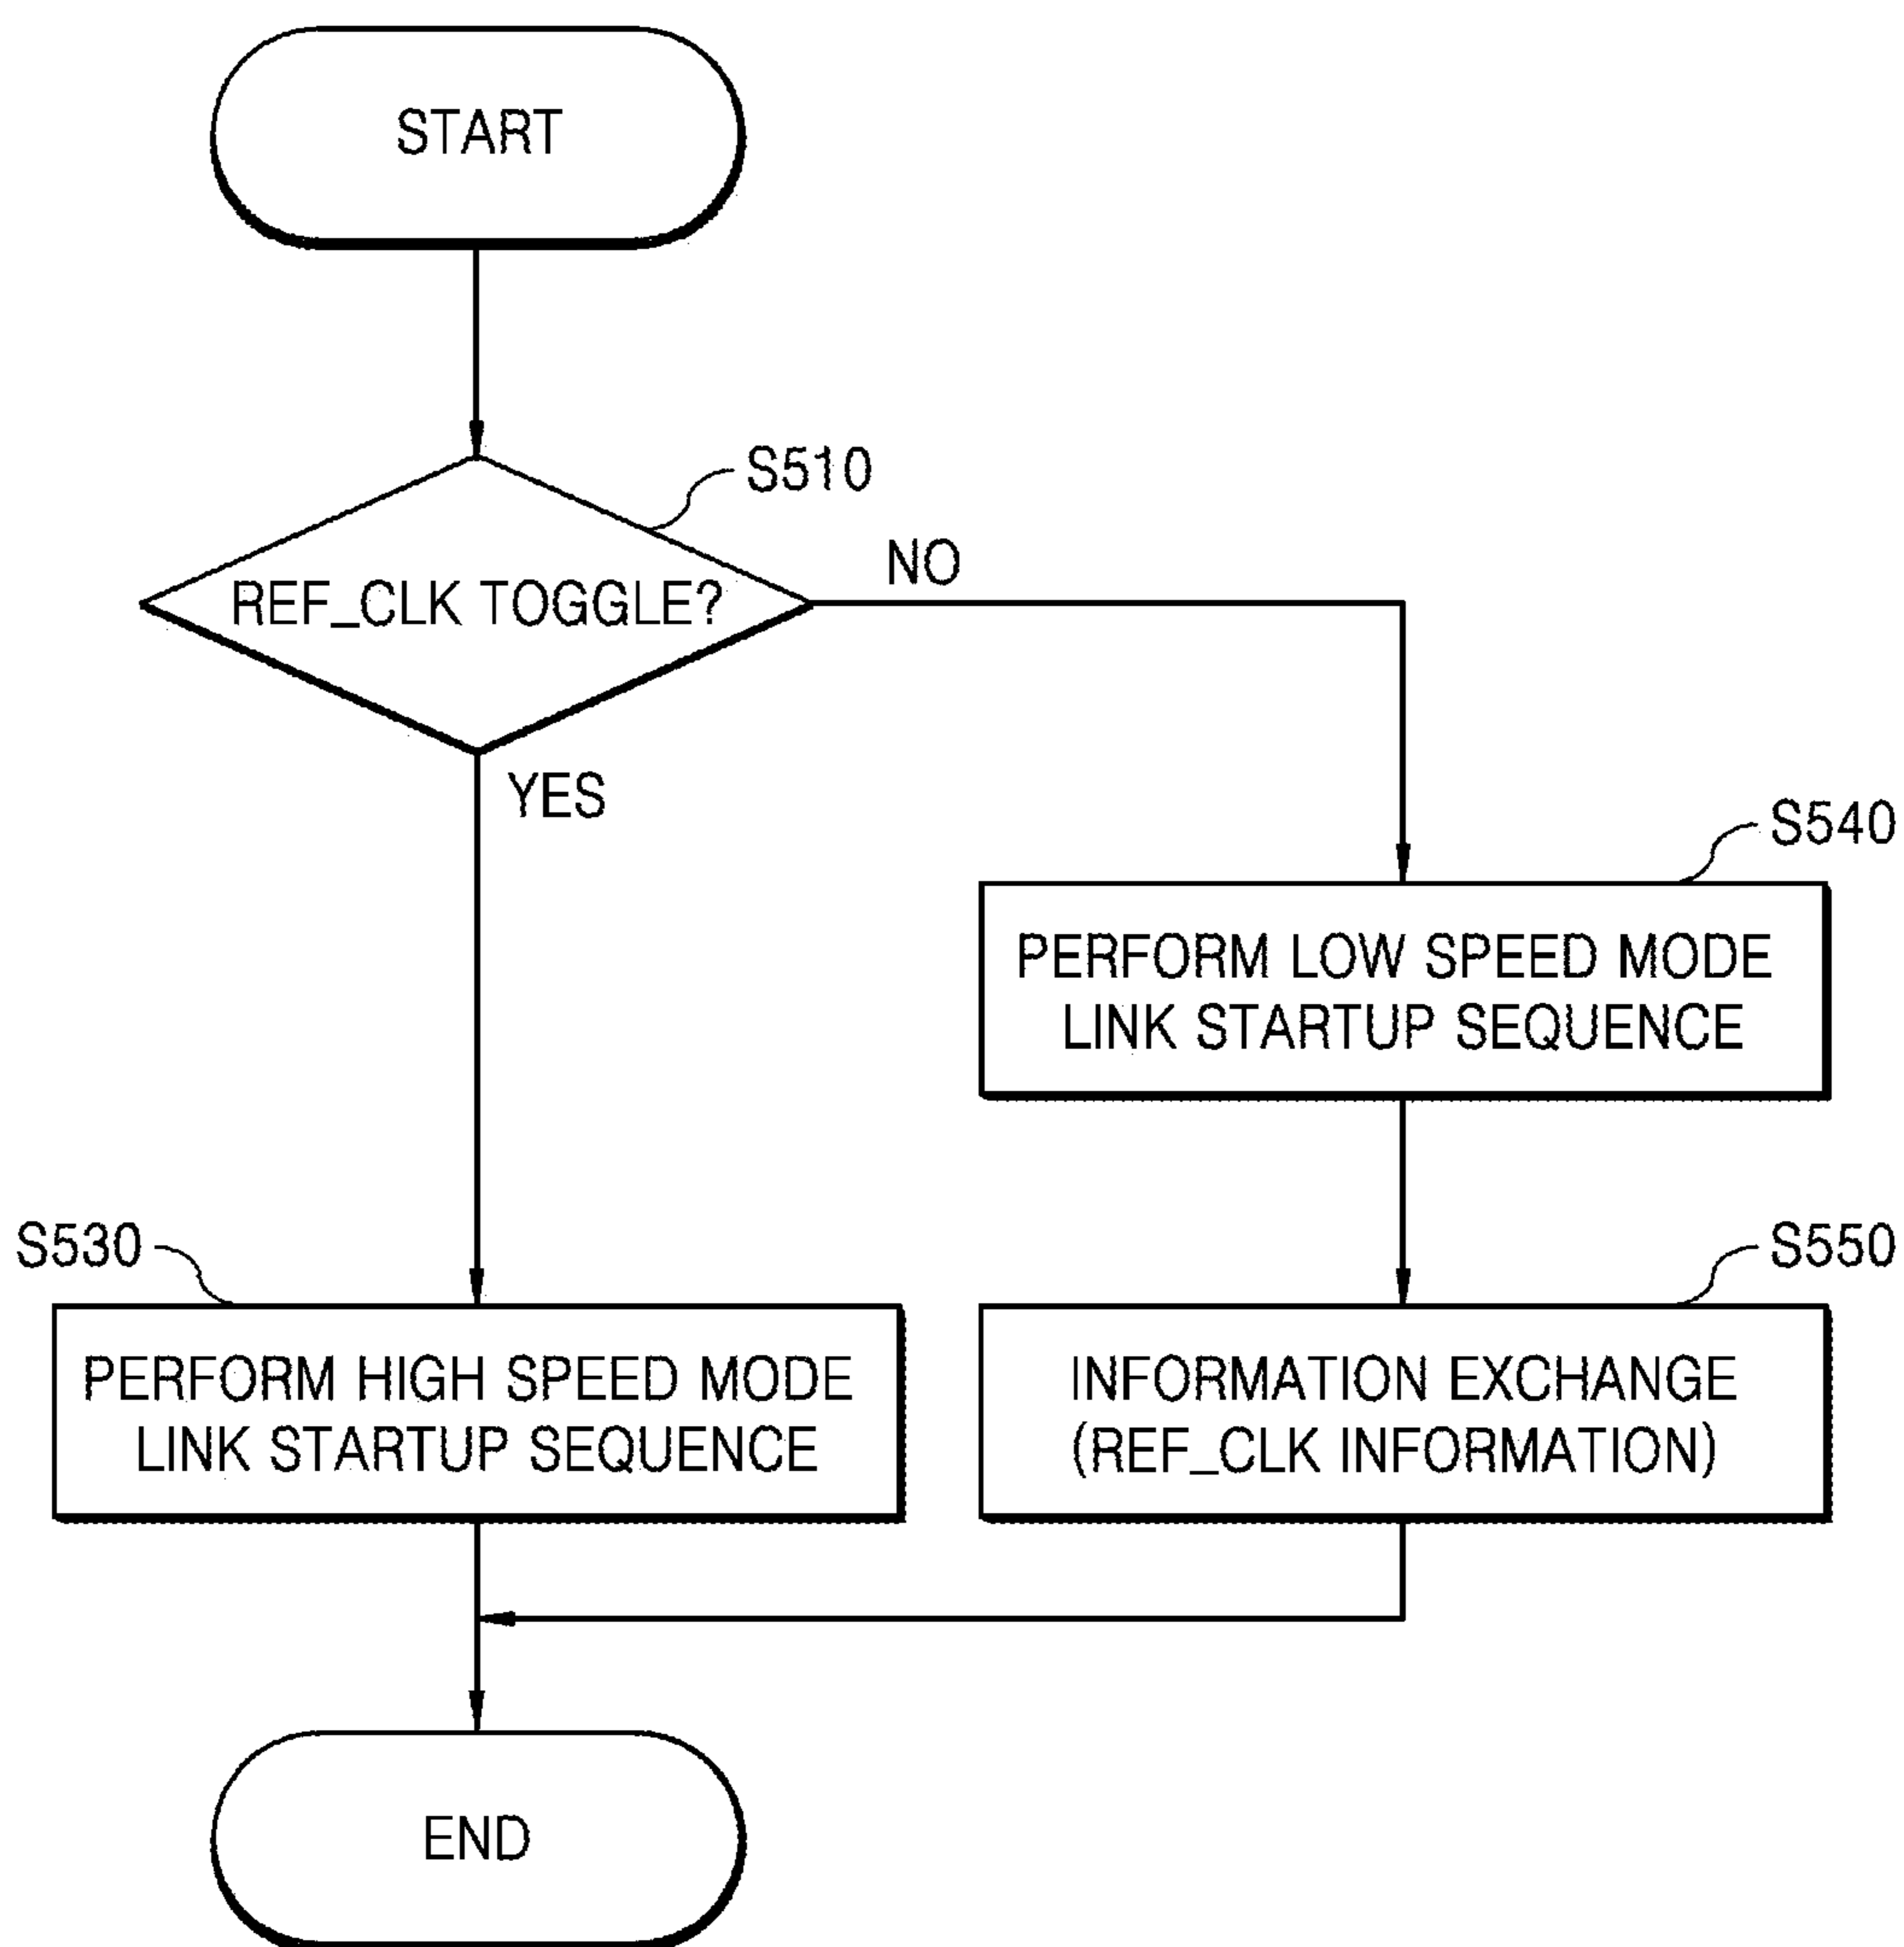 START
S510
REF_CLK TOGGLE?
NO
YES
S540
PERFORM LOW SPEED MODE
LINK STARTUP SEQUENCE
S530
PERFORM HIGH SPEED MODE
LINK STARTUP SEQUENCE
S550
INFORMATION EXCHANGE
(REF_CLK INFORMATION)
END